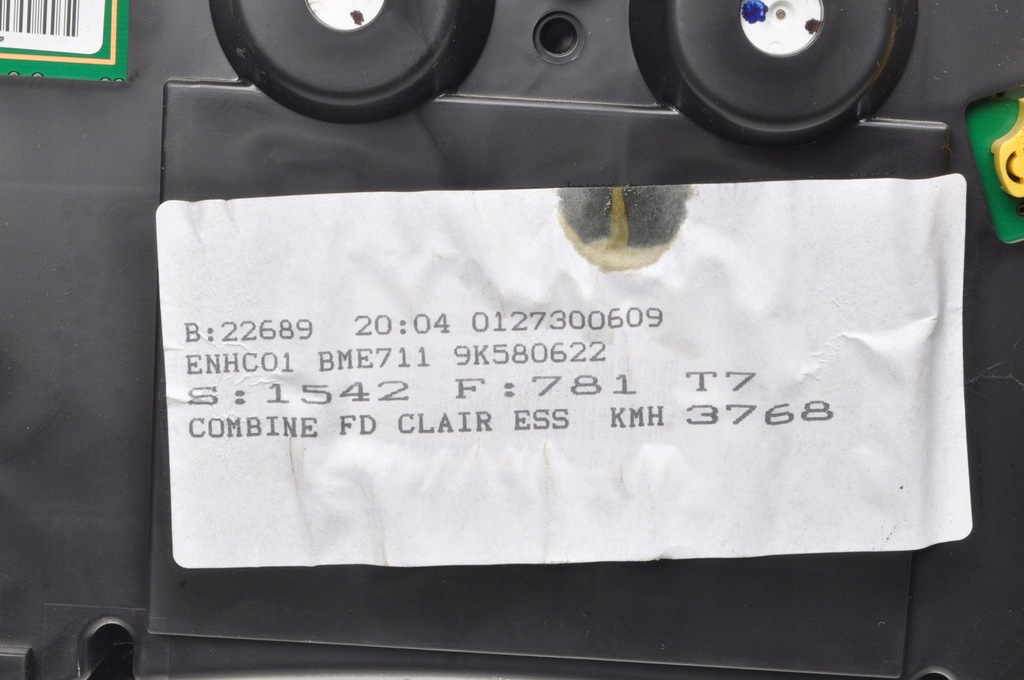 B:22689 20:04 0127300609
ENHC01 BME711 9K580622
S:1542 F:781 T7
COMBINE FD CLAIR ESS KMH 3768